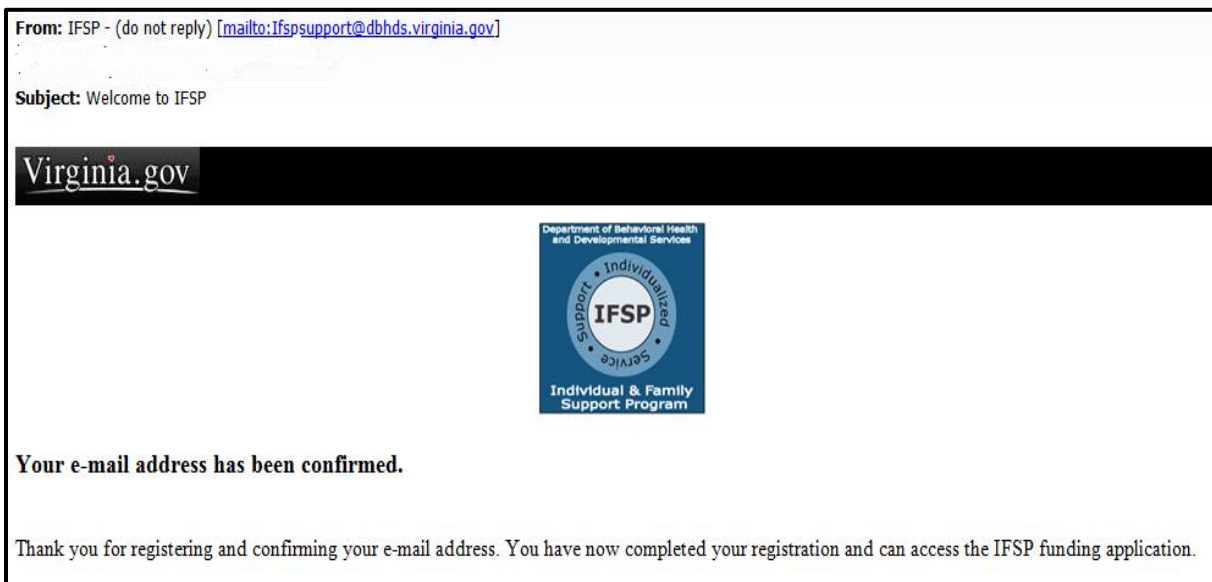 From: IFSP - (do not reply) [mailto:Ifspsupport@dbhds.virginia.gov]
Subject: Welcome to IFSP
Virginia.gov
Department of Behavioral Health
and Developmental Services
Individualized • Service • Support •
IFSP
Individual & Family
Support Program
Your e-mail address has been confirmed.
Thank you for registering and confirming your e-mail address. You have now completed your registration and can access the IFSP funding application.